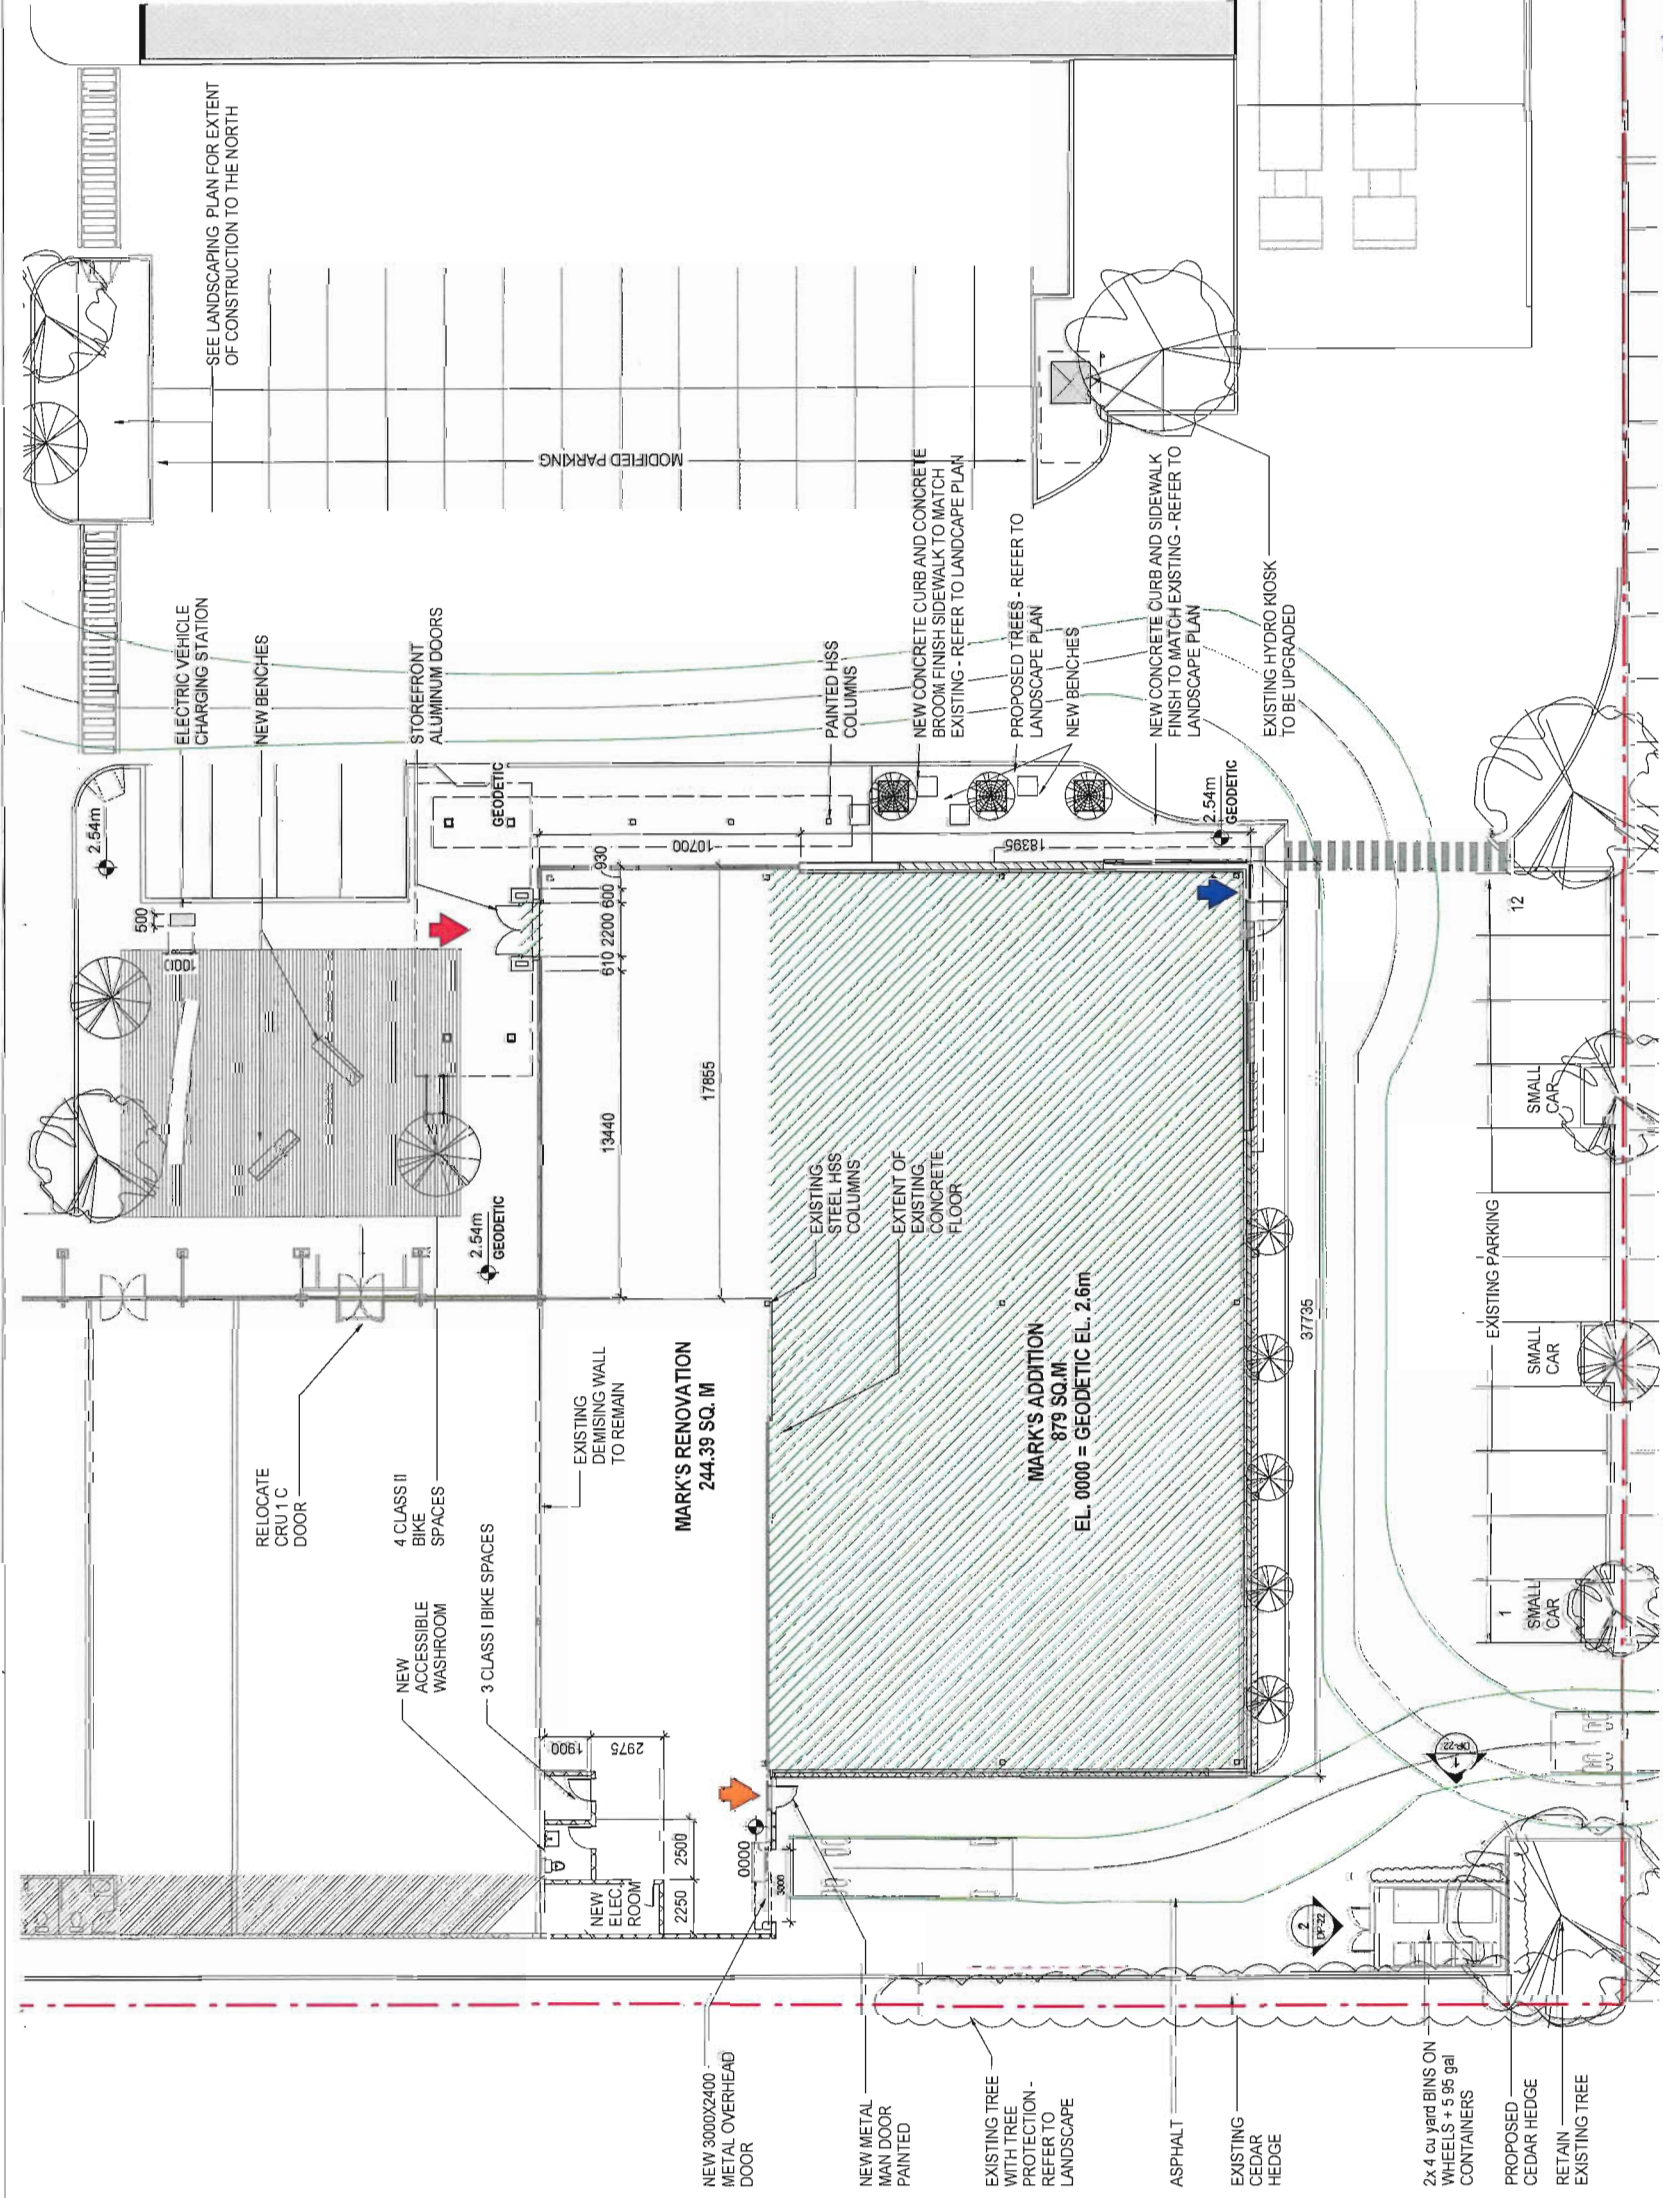 SEE LANDSCAPING PLAN FOR EXTENT
OF CONSTRUCTION TO THE NORTH
MODIFIED PARKING
ELECTRIC VEHICLE
CHARGING STATION
NEW BENCHES
STOREFRONT
ALUMINUM DOORS
PAINTED HSS
COLUMNS
NEW CONCRETE CURB AND CONCRETE
BROOM FINISH SIDEWALK TO MATCH
EXISTING - REFER TO LANDSCAPE PLAN
PROPOSED TREES - REFER TO
LANDSCAPE PLAN
NEW BENCHES
NEW CONCRETE CURB AND SIDEWALK
FINISH TO MATCH EXISTING - REFER TO
LANDSCAPE PLAN
EXISTING HYDRO KIOSK
TO BE UPGRADED
2.54m
GEODETIC
2.54m
GEODETIC
500
1000
10700
18395
930
600
2200
610
13440
17855
12
2.54m
GEODETIC
EXISTING
STEEL HSS
COLUMNS
EXTENT OF
EXISTING
CONCRETE
FLOOR
SMALL
CAR
EXISTING PARKING
RELOCATE
CRU 1 C
DOOR
4 CLASS II
BIKE
SPACES
EXISTING
DEMISING WALL
TO REMAIN
MARK'S RENOVATION
244.39 SQ. M
MARK'S ADDITION
879 SQ.M
EL. 0000 = GEODETIC EL. 2.6m
37735
SMALL
CAR
NEW
ACCESSIBLE
WASHROOM
3 CLASS I BIKE SPACES
1900
2975
1
SMALL
CAR
NEW
ELEC.
ROOM
2500
2250
0000
3000
1
DP-22
2
DP-22
NEW 3000X2400
METAL OVERHEAD
DOOR
NEW METAL
MAN DOOR
PAINTED
EXISTING TREE
WITH TREE
PROTECTION -
REFER TO
LANDSCAPE
ASPHALT
EXISTING
CEDAR
HEDGE
2x 4 cu yard BINS ON
WHEELS + 5 95 gal
CONTAINERS
PROPOSED
CEDAR HEDGE
RETAIN
EXISTING TREE